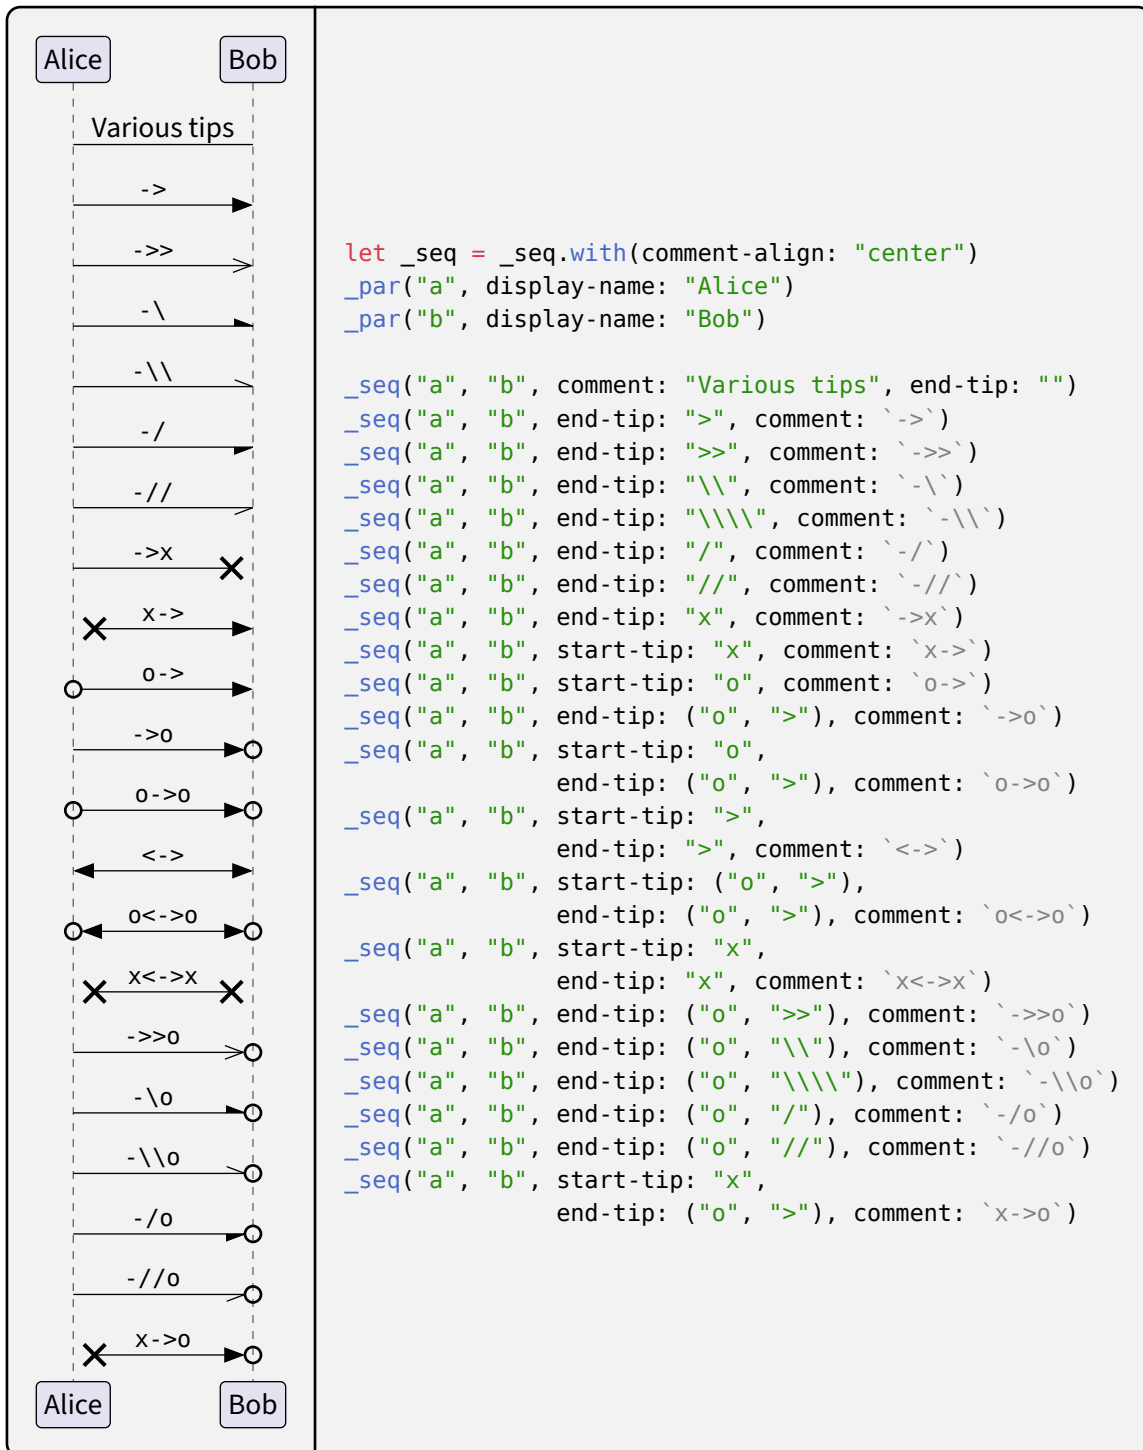 Alice Bob
Various tips
->
->>
-\
-\\
-/
-//
->x
x->
o->
->o
o->o
<->
o<->o
x<->x
->>o
-\o
-\\o
-/o
-//o
x->o
Alice Bob
let _seq = _seq.with(comment-align: "center")
_par("a", display-name: "Alice")
_par("b", display-name: "Bob")
_seq("a", "b", comment: "Various tips", end-tip: "")
_seq("a", "b", end-tip: ">", comment: `->`)
_seq("a", "b", end-tip: ">>", comment: `->>`)
_seq("a", "b", end-tip: "\\", comment: `-\`)
_seq("a", "b", end-tip: "\\\\", comment: `-\\`)
_seq("a", "b", end-tip: "/", comment: `-/`)
_seq("a", "b", end-tip: "//", comment: `-//`)
_seq("a", "b", end-tip: "x", comment: `->x`)
_seq("a", "b", start-tip: "x", comment: `x->`)
_seq("a", "b", start-tip: "o", comment: `o->`)
_seq("a", "b", end-tip: ("o", ">"), comment: `->o`)
_seq("a", "b", start-tip: "o",
end-tip: ("o", ">"), comment: `o->o`)
_seq("a", "b", start-tip: ">",
end-tip: ">", comment: `<->`)
_seq("a", "b", start-tip: ("o", ">"),
end-tip: ("o", ">"), comment: `o<->o`)
_seq("a", "b", start-tip: "x",
end-tip: "x", comment: `x<->x`)
_seq("a", "b", end-tip: ("o", ">>"), comment: `->>o`)
_seq("a", "b", end-tip: ("o", "\\"), comment: `-\o`)
_seq("a", "b", end-tip: ("o", "\\\\"), comment: `-\\o`)
_seq("a", "b", end-tip: ("o", "/"), comment: `-/o`)
_seq("a", "b", end-tip: ("o", "//"), comment: `-//o`)
_seq("a", "b", start-tip: "x",
end-tip: ("o", ">"), comment: `x->o`)